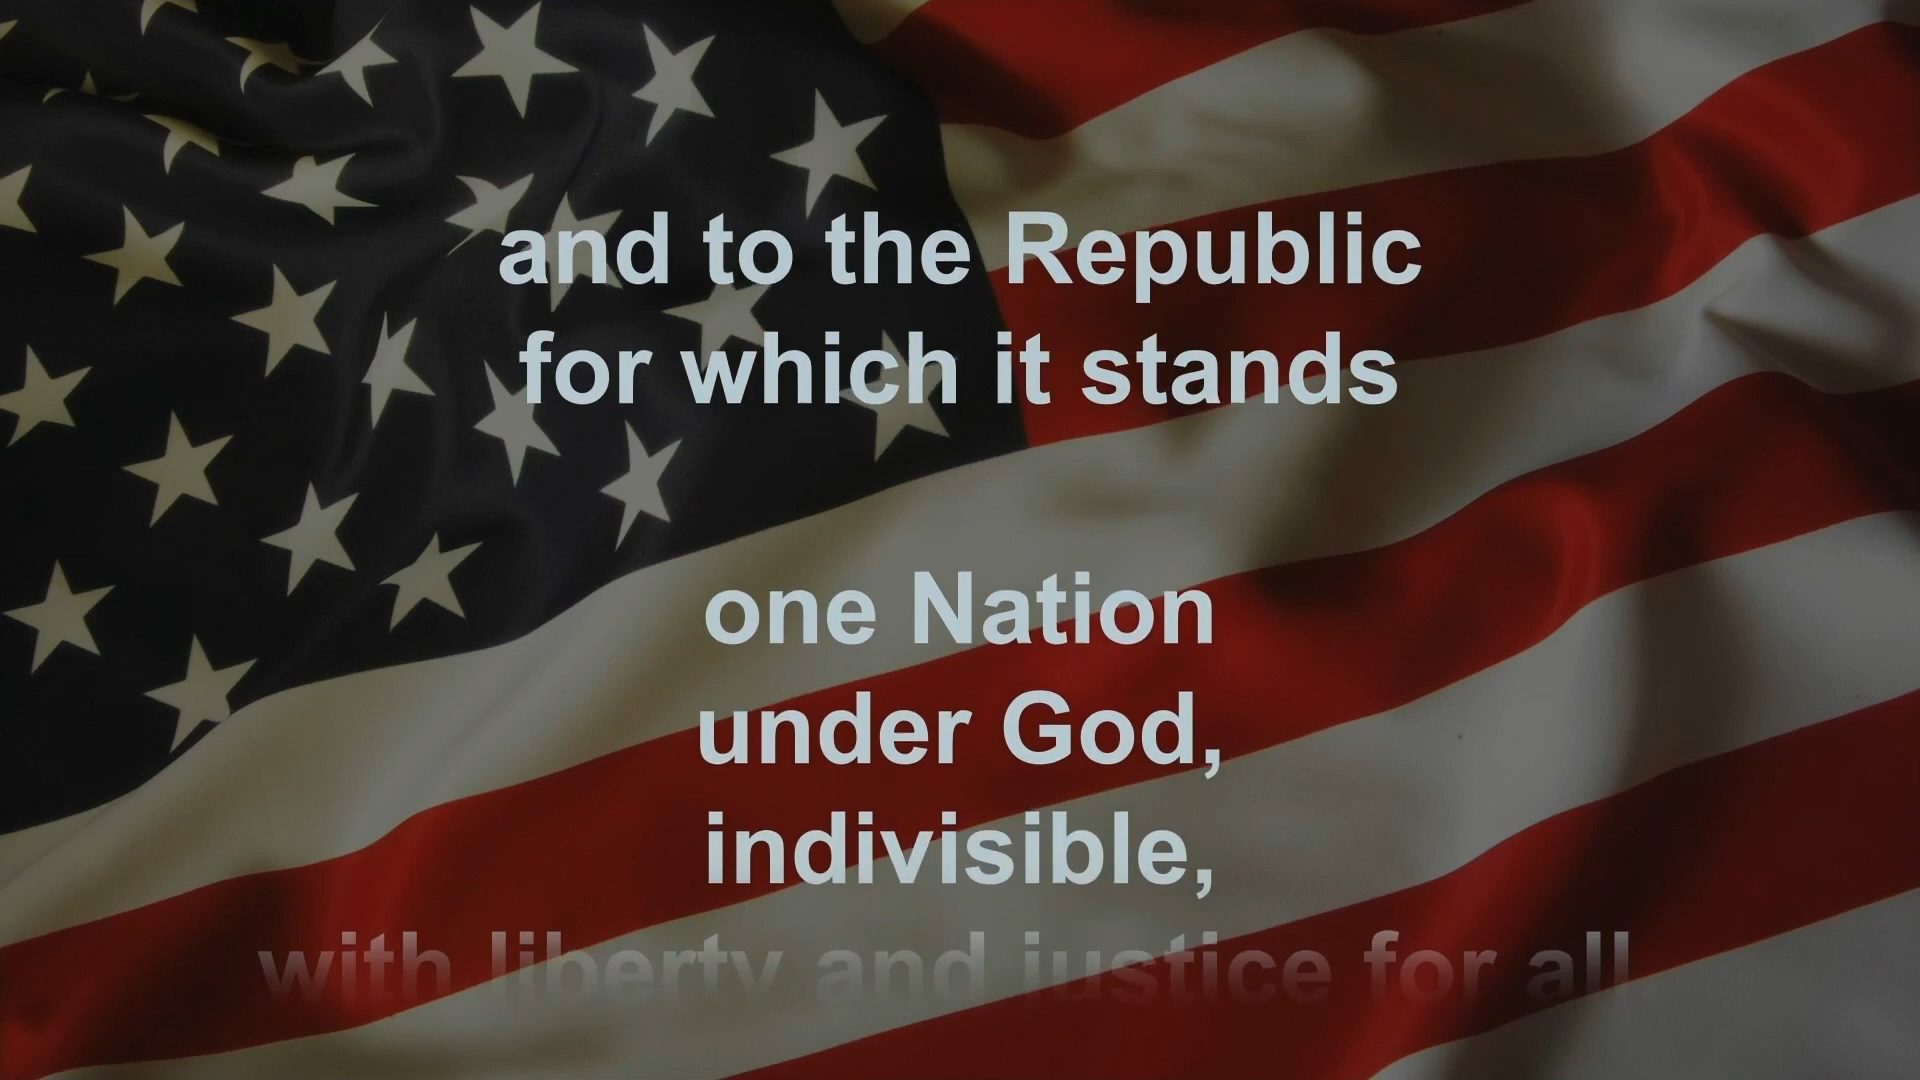 and to the Republic
for which it stands
one Nation
under God,
indivisible,
with liberty and justice for all.